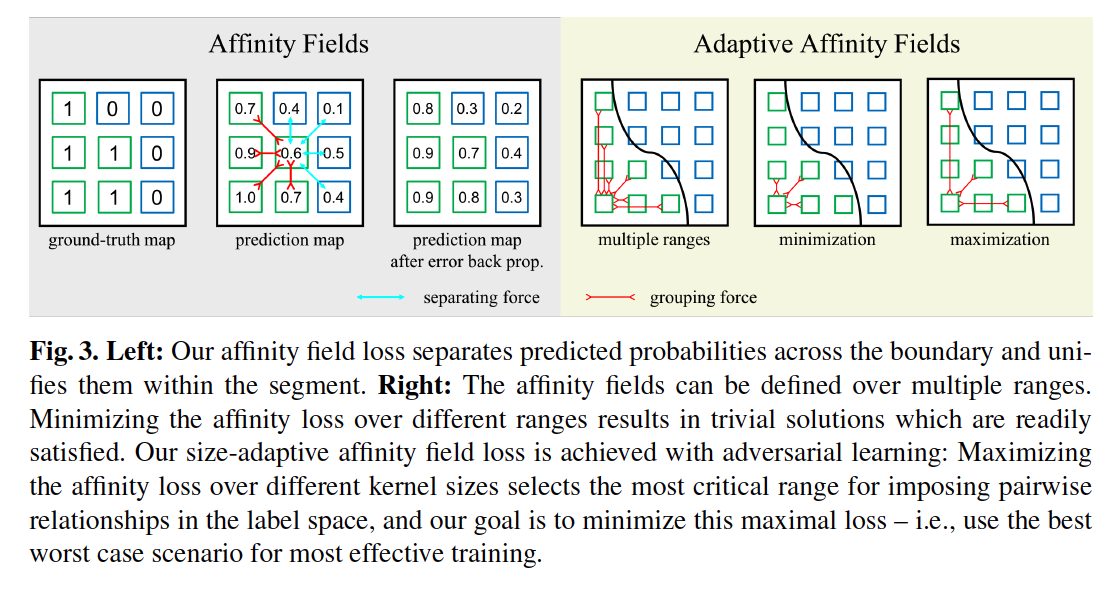 Affinity Fields
Adaptive Affinity Fields
1 0 0
1 1 0
1 1 0
ground-truth map
0.7 0.4 0.1
0.9 0.6 0.5
1.0 0.7 0.4
prediction map
0.8 0.3 0.2
0.9 0.7 0.4
0.9 0.8 0.3
prediction map
after error back prop.
multiple ranges
minimization
maximization
separating force
grouping force
Fig. 3. Left: Our affinity field loss separates predicted probabilities across the boundary and uni-
fies them within the segment. Right: The affinity fields can be defined over multiple ranges.
Minimizing the affinity loss over different ranges results in trivial solutions which are readily
satisfied. Our size-adaptive affinity field loss is achieved with adversarial learning: Maximizing
the affinity loss over different kernel sizes selects the most critical range for imposing pairwise
relationships in the label space, and our goal is to minimize this maximal loss – i.e., use the best
worst case scenario for most effective training.